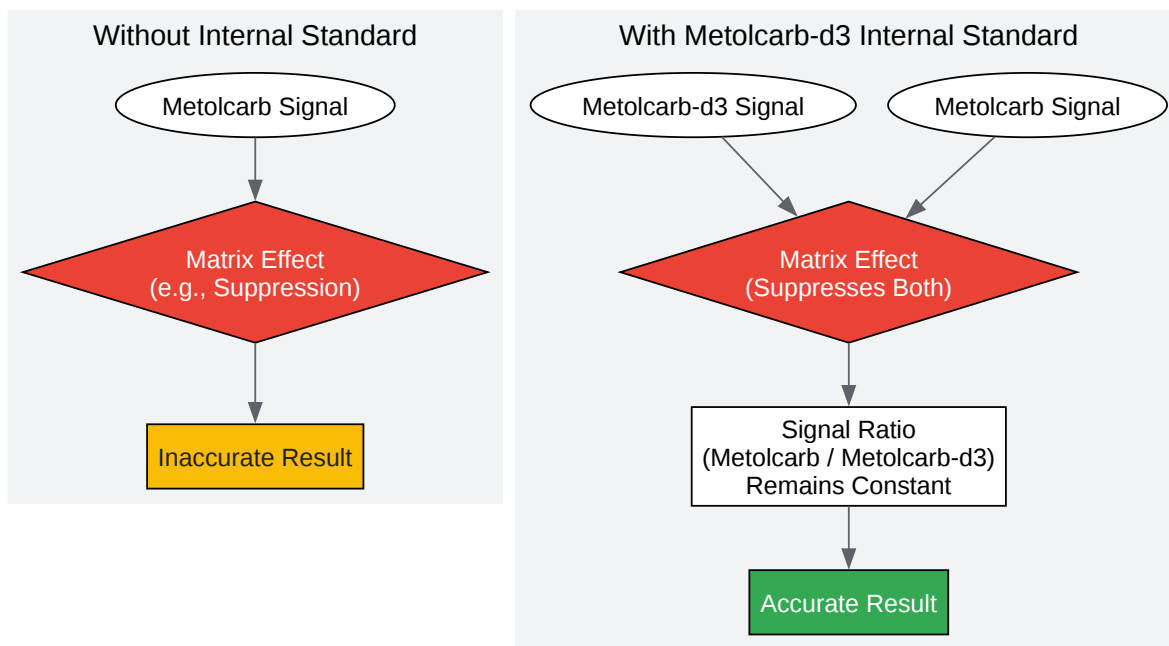 Without Internal Standard
Metolcarb Signal
Matrix Effect
(e.g., Suppression)
Inaccurate Result
With Metolcarb-d3 Internal Standard
Metolcarb-d3 Signal
Metolcarb Signal
Matrix Effect
(Suppresses Both)
Signal Ratio
(Metolcarb / Metolcarb-d3)
Remains Constant
Accurate Result